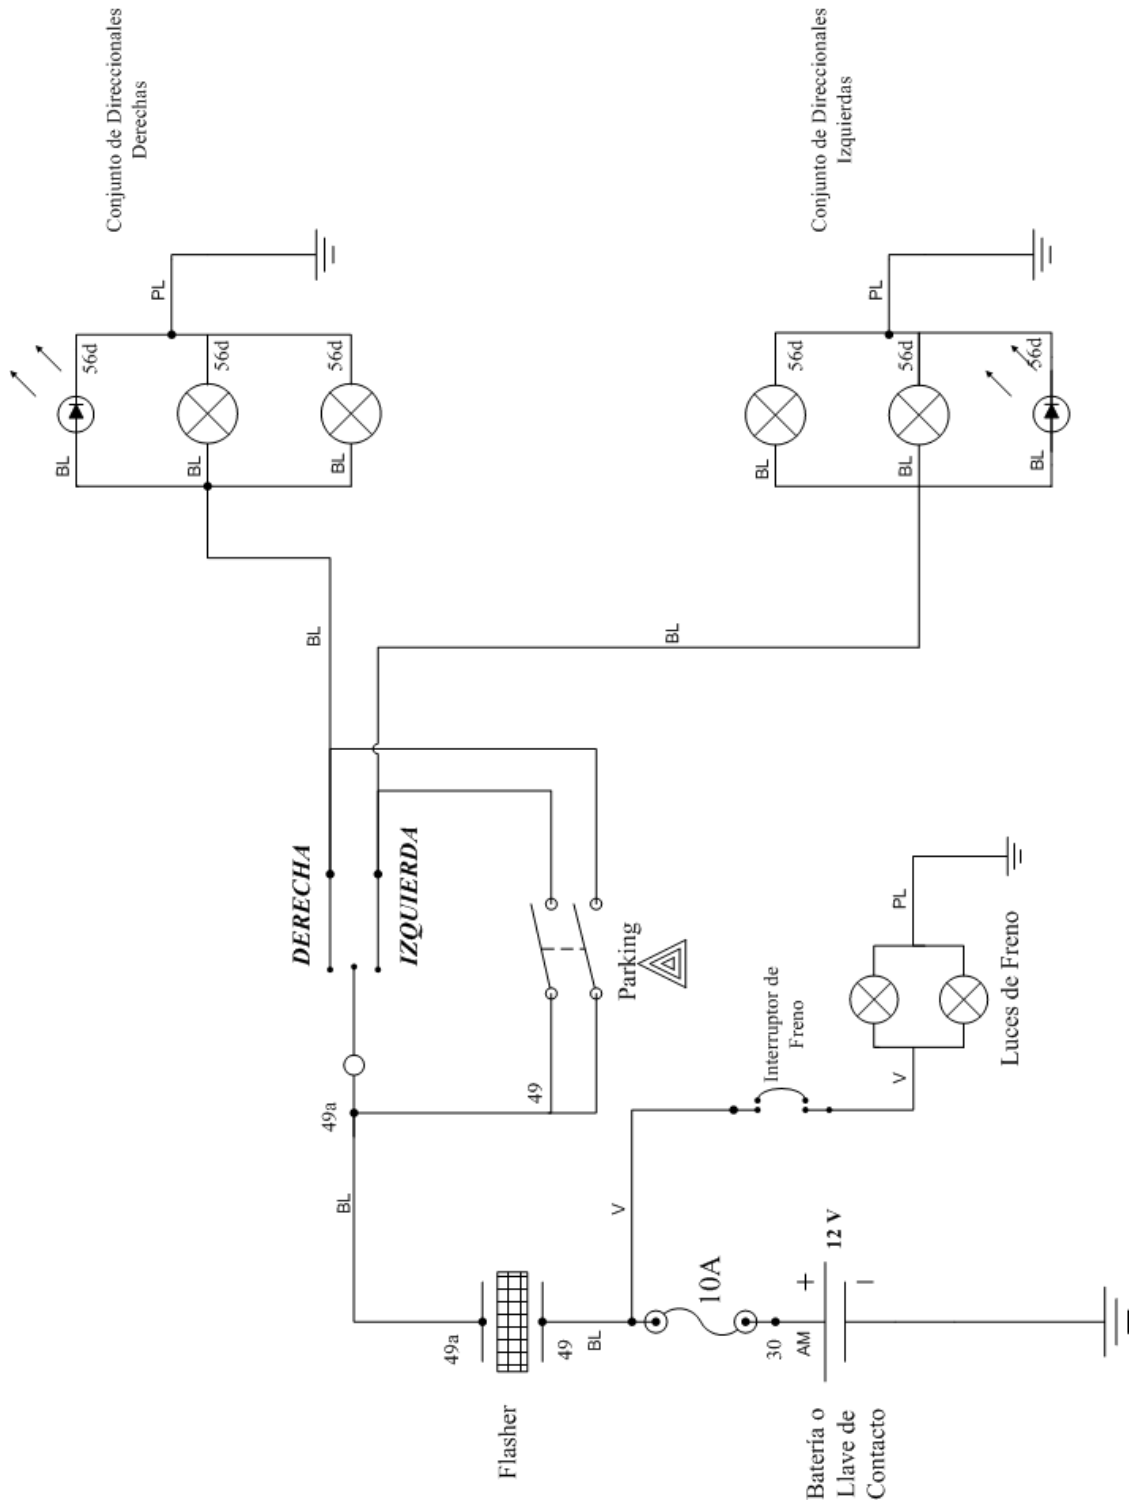 Conjunto de Direccionales
Derechas
PL
56d
56d
56d
BL
BL
BL
BL
Conjunto de Direccionales
Izquierdas
PL
56d
56d
56d
BL
BL
BL
BL
DERECHA
IZQUIERDA
49a
49
Parking
BL
Flasher
49a
49
BL
V
Interruptor de
Freno
V
PL
Luces de Freno
10A
30
AM
+
12 V
−
Batería o
Llave de
Contacto